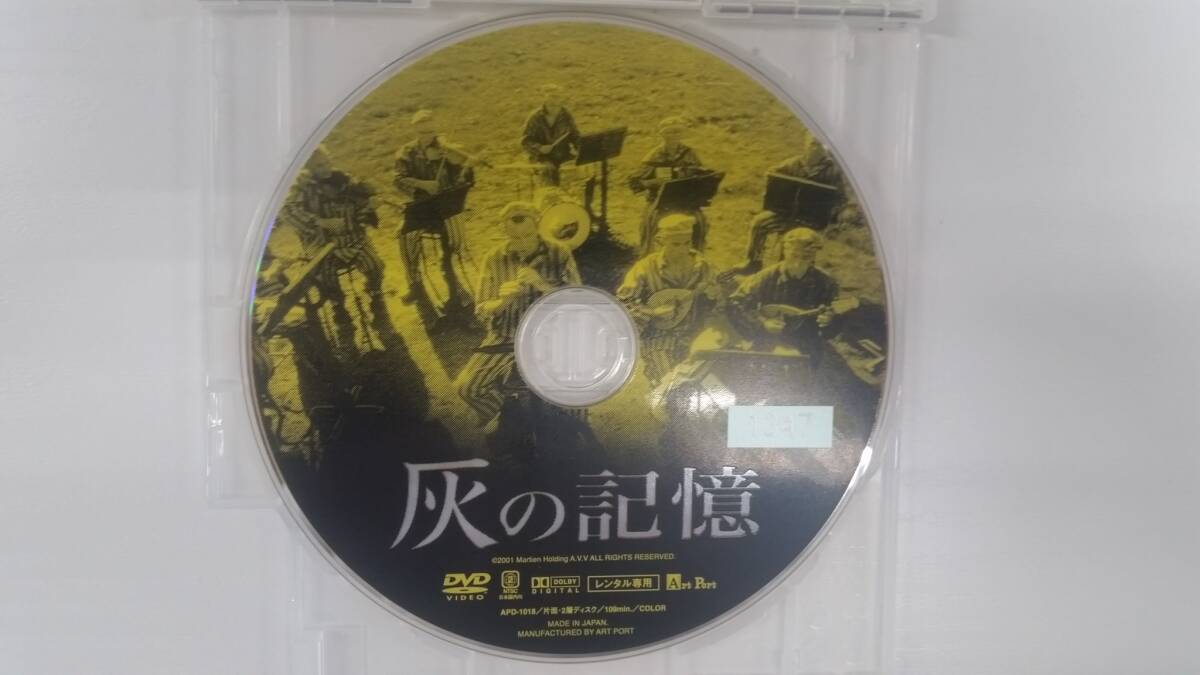 灰の記憶
©2001 Martien Holding A.V.V ALL RIGHTS RESERVED.
DVD VIDEO 2 NTSC 日本国内向 DOLBY DIGITAL レンタル専用 Art Port
APD-1018/片面・2層ディスク/109min./COLOR
MADE IN JAPAN.
MANUFACTURED BY ART PORT